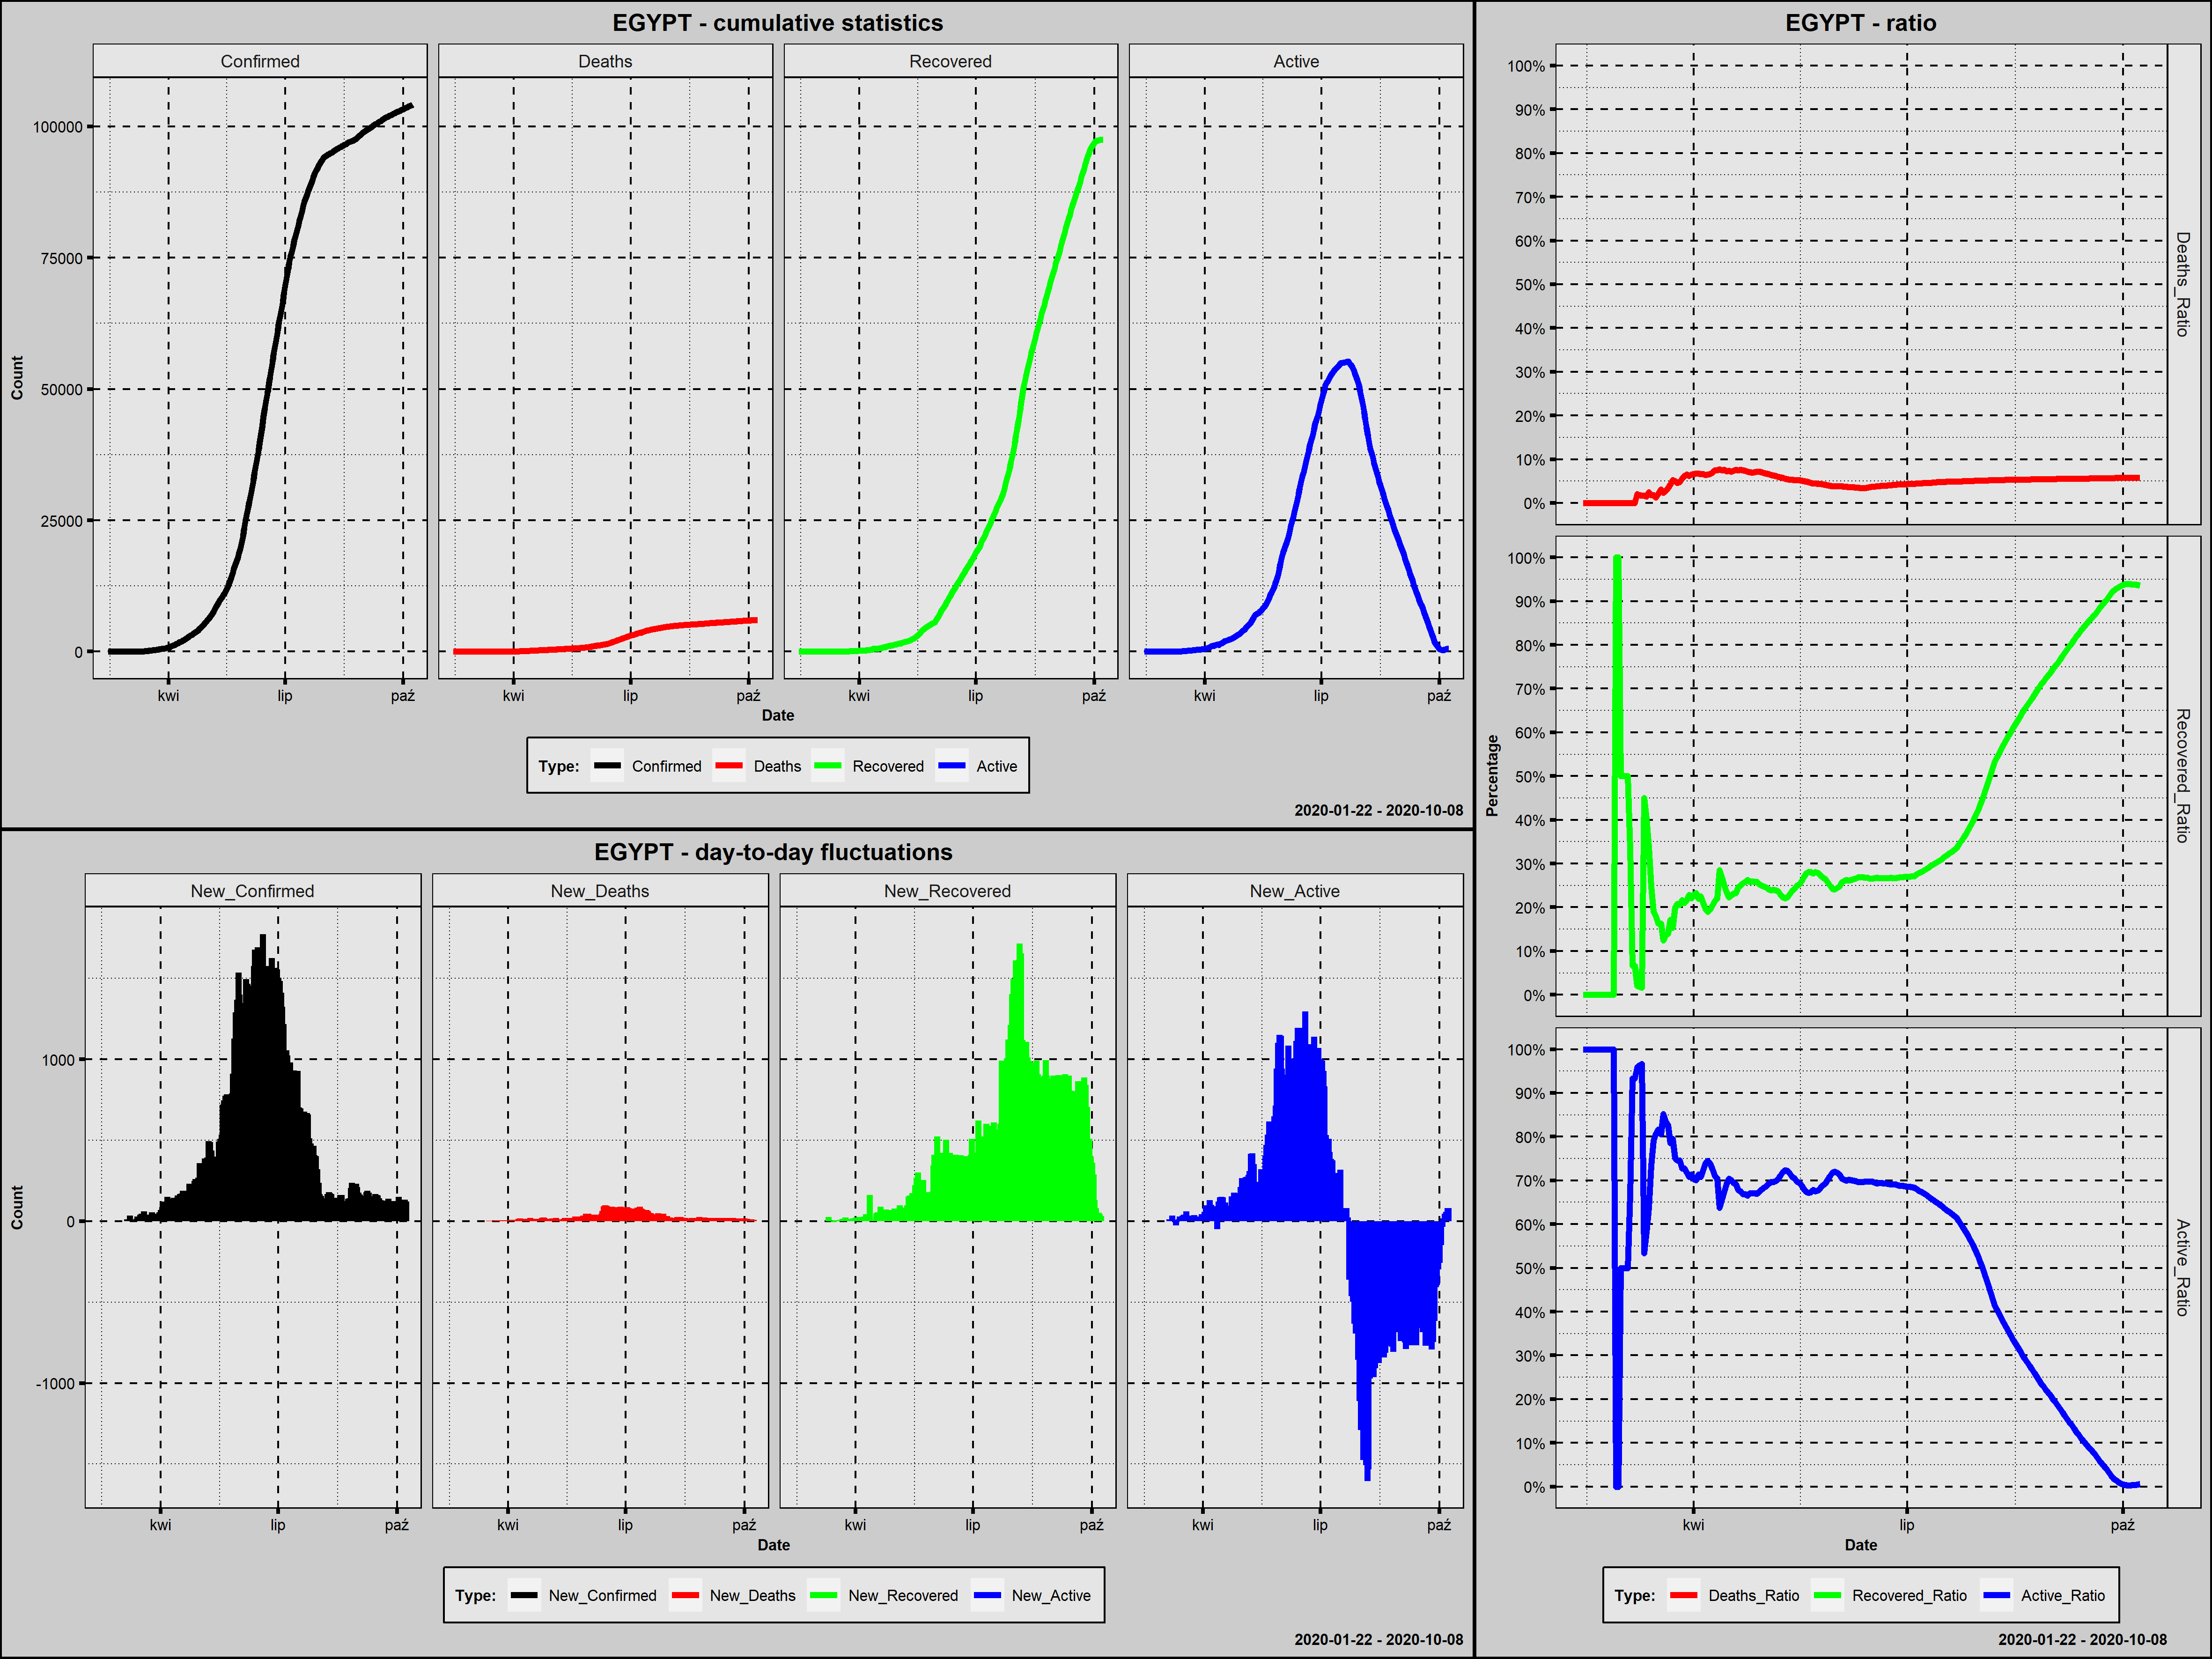 EGYPT - cumulative statistics
Confirmed Deaths Recovered Active
100000
75000
50000
25000
0
Count
kwi lip paź kwi lip paź kwi lip paź kwi lip paź
Date
Type: Confirmed Deaths Recovered Active
2020-01-22 - 2020-10-08
EGYPT - day-to-day fluctuations
New_Confirmed New_Deaths New_Recovered New_Active
1000
0
-1000
Count
kwi lip paź kwi lip paź kwi lip paź kwi lip paź
Date
Type: New_Confirmed New_Deaths New_Recovered New_Active
2020-01-22 - 2020-10-08
EGYPT - ratio
100%
90%
80%
70%
60%
50%
40%
30%
20%
10%
0%
Deaths_Ratio
100%
90%
80%
70%
60%
50%
40%
30%
20%
10%
0%
Recovered_Ratio
Percentage
100%
90%
80%
70%
60%
50%
40%
30%
20%
10%
0%
Active_Ratio
kwi lip paź
Date
Type: Deaths_Ratio Recovered_Ratio Active_Ratio
2020-01-22 - 2020-10-08